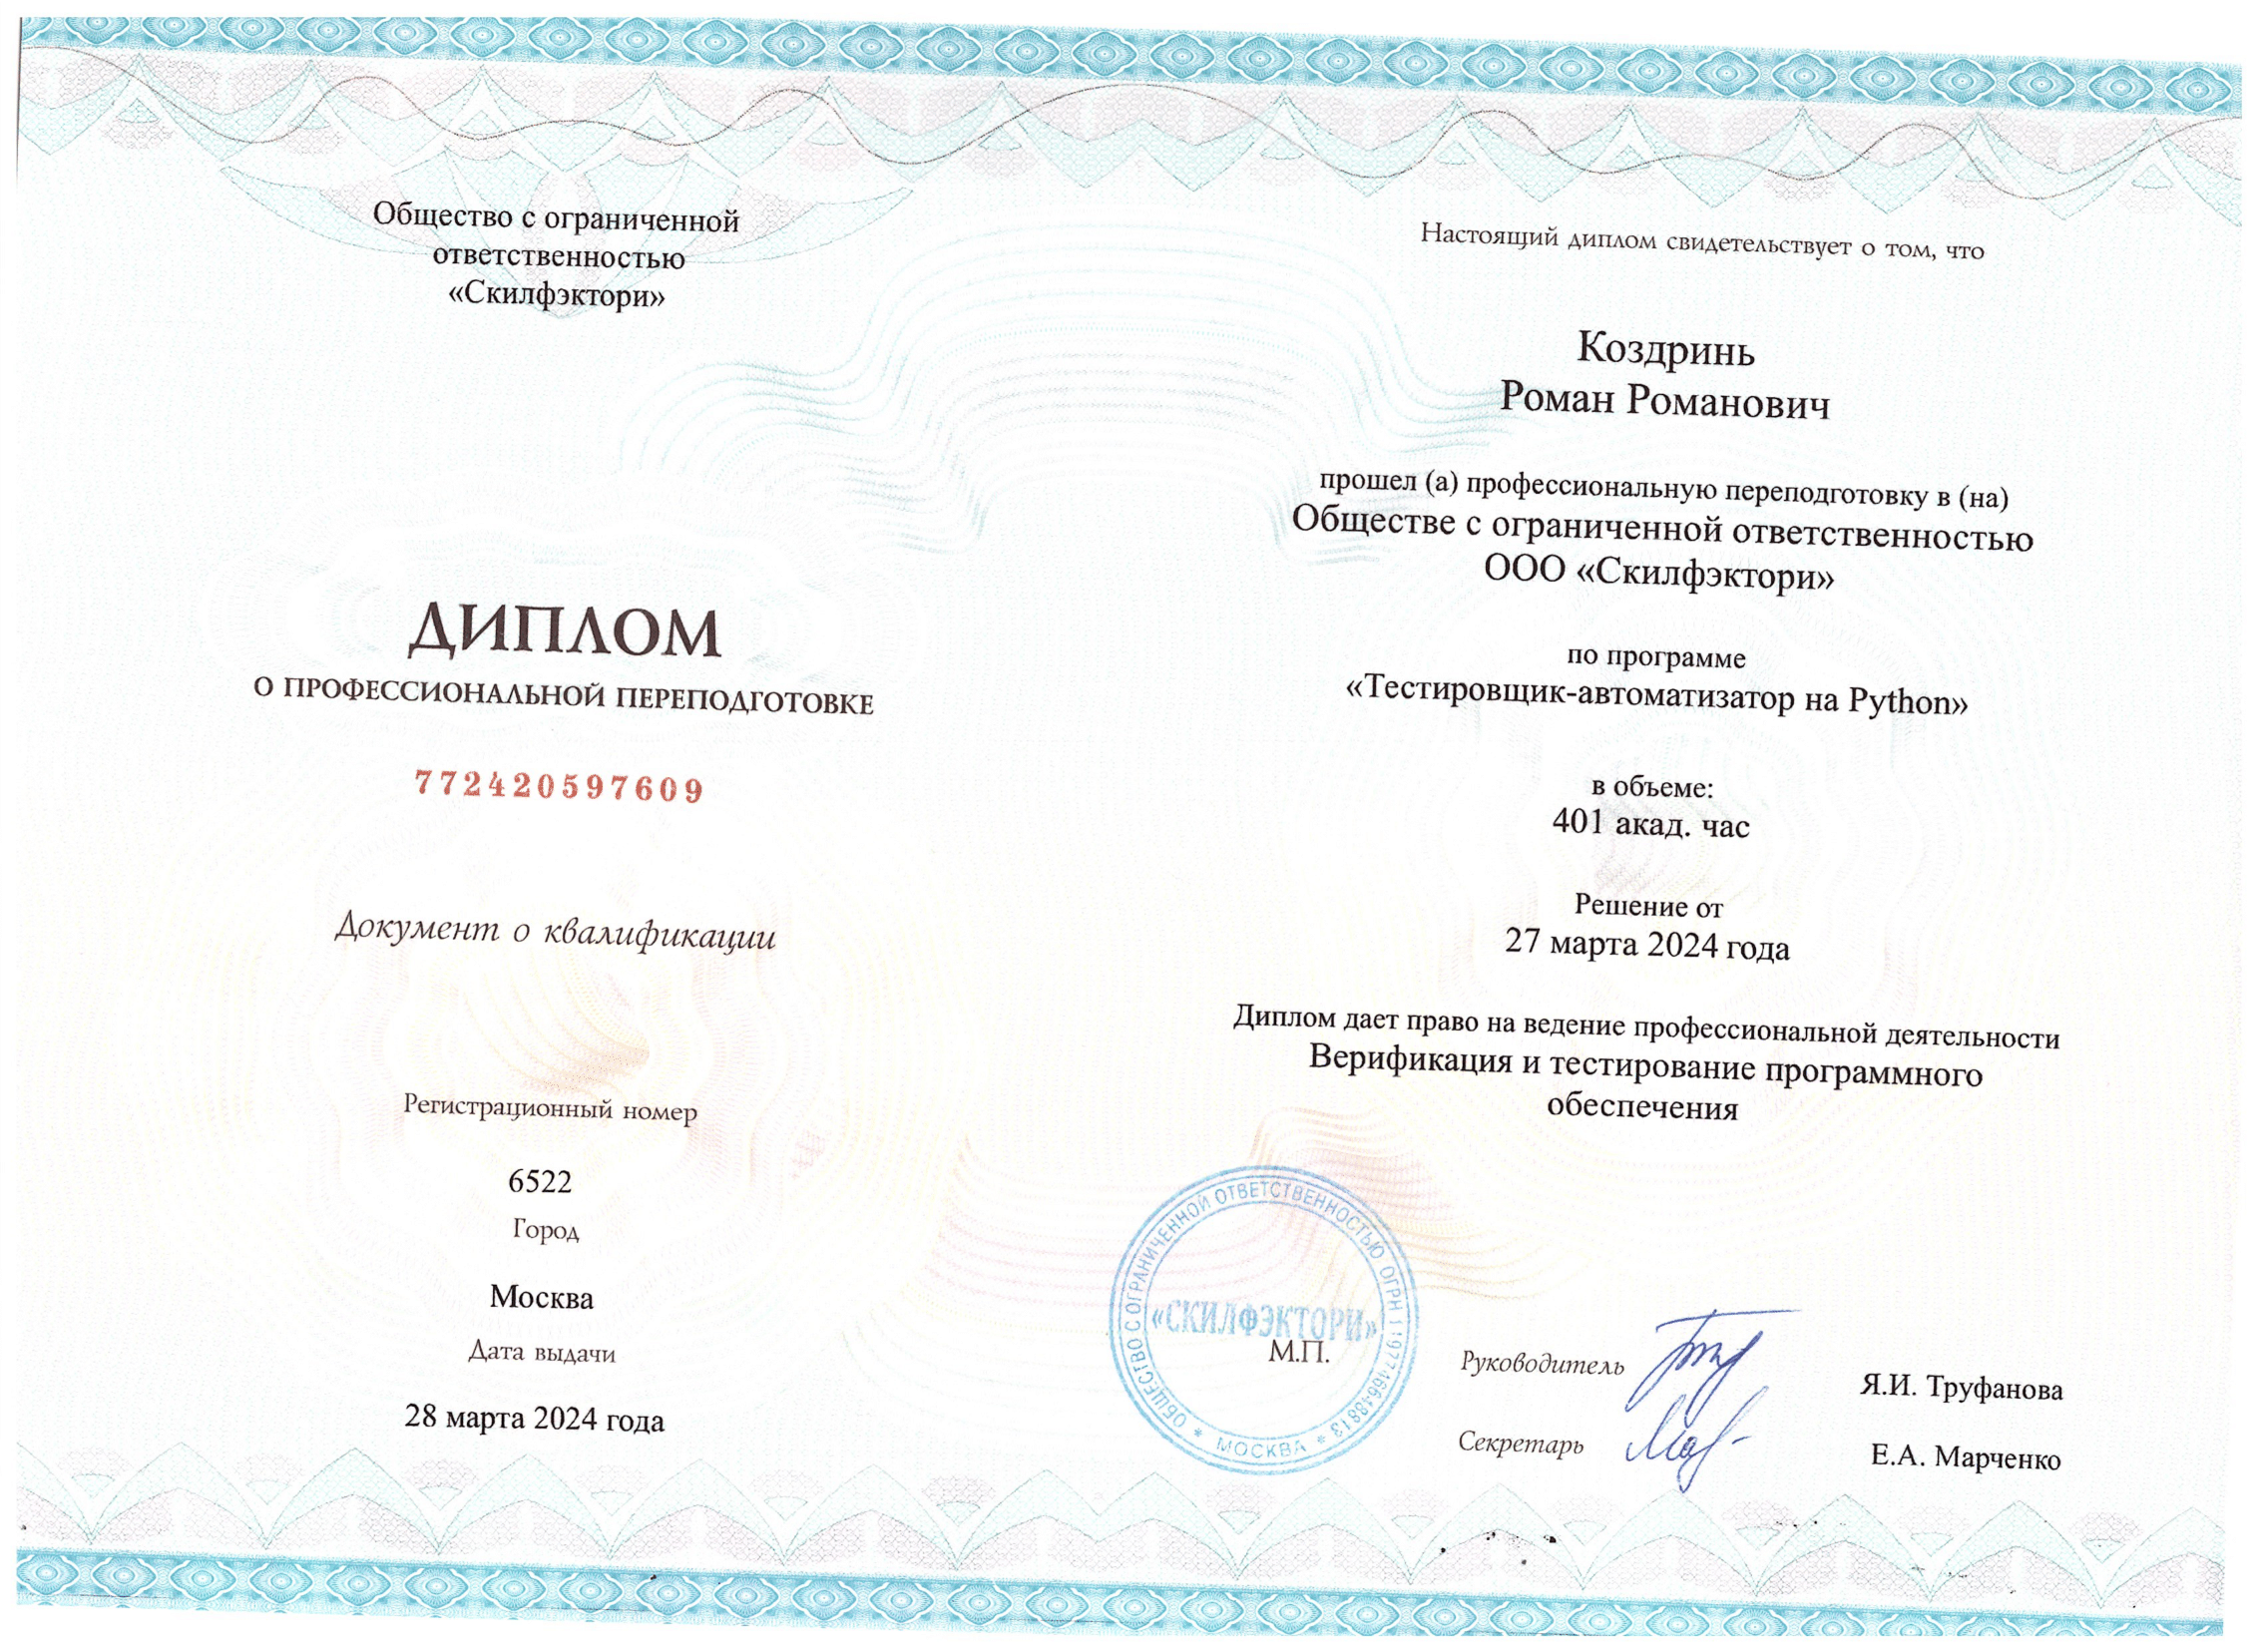 Общество с ограниченной
ответственностью
«Скилфэктори»
ДИПЛОМ
О ПРОФЕССИОНАЛЬНОЙ ПЕРЕПОДГОТОВКЕ
772420597609
Документ о квалификации
Регистрационный номер
6522
Город
Москва
Дата выдачи
28 марта 2024 года
Настоящий диплом свидетельствует о том, что
Коздринь
Роман Романович
прошел (а) профессиональную переподготовку в (на)
Обществе с ограниченной ответственностью
ООО «Скилфэктори»
по программе
«Тестировщик-автоматизатор на Python»
в объеме:
401 акад. час
Решение от
27 марта 2024 года
Диплом дает право на ведение профессиональной деятельности
Верификация и тестирование программного
обеспечения
ОБЩЕСТВО С ОГРАНИЧЕННОЙ ОТВЕТСТВЕННОСТЬЮ ОГРН 1197746648813
* МОСКВА *
«СКИЛФЭКТОРИ»
М.П.
Руководитель
Я.И. Труфанова
Секретарь
Е.А. Марченко